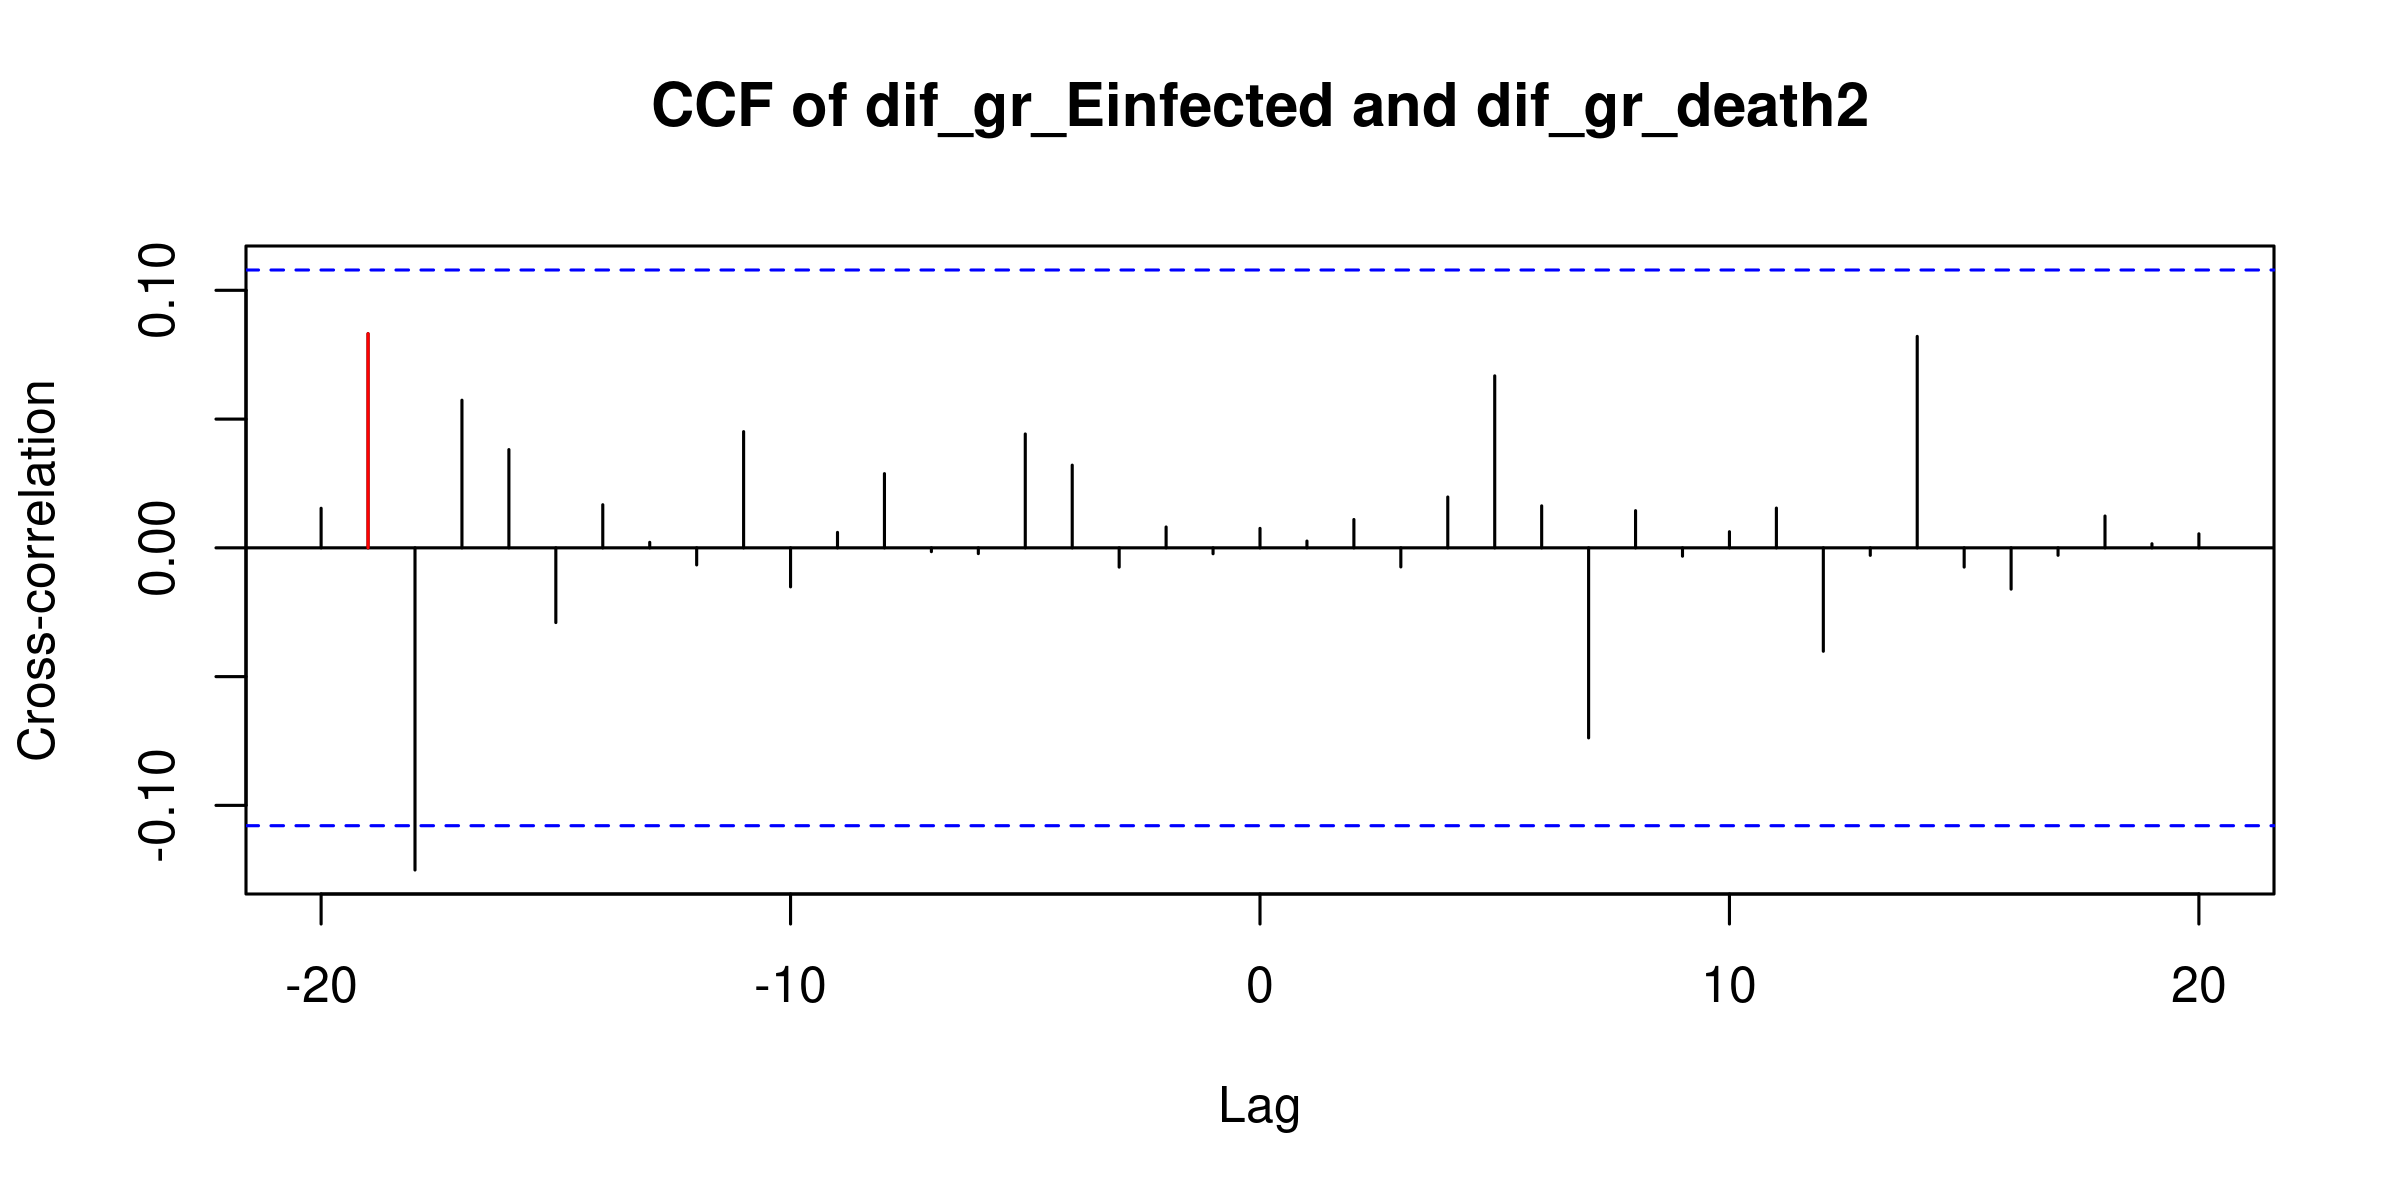 CCF of dif_gr_Einfected and dif_gr_death2
Cross-correlation
0.10
0.00
-0.10
-20 -10 0 10 20
Lag